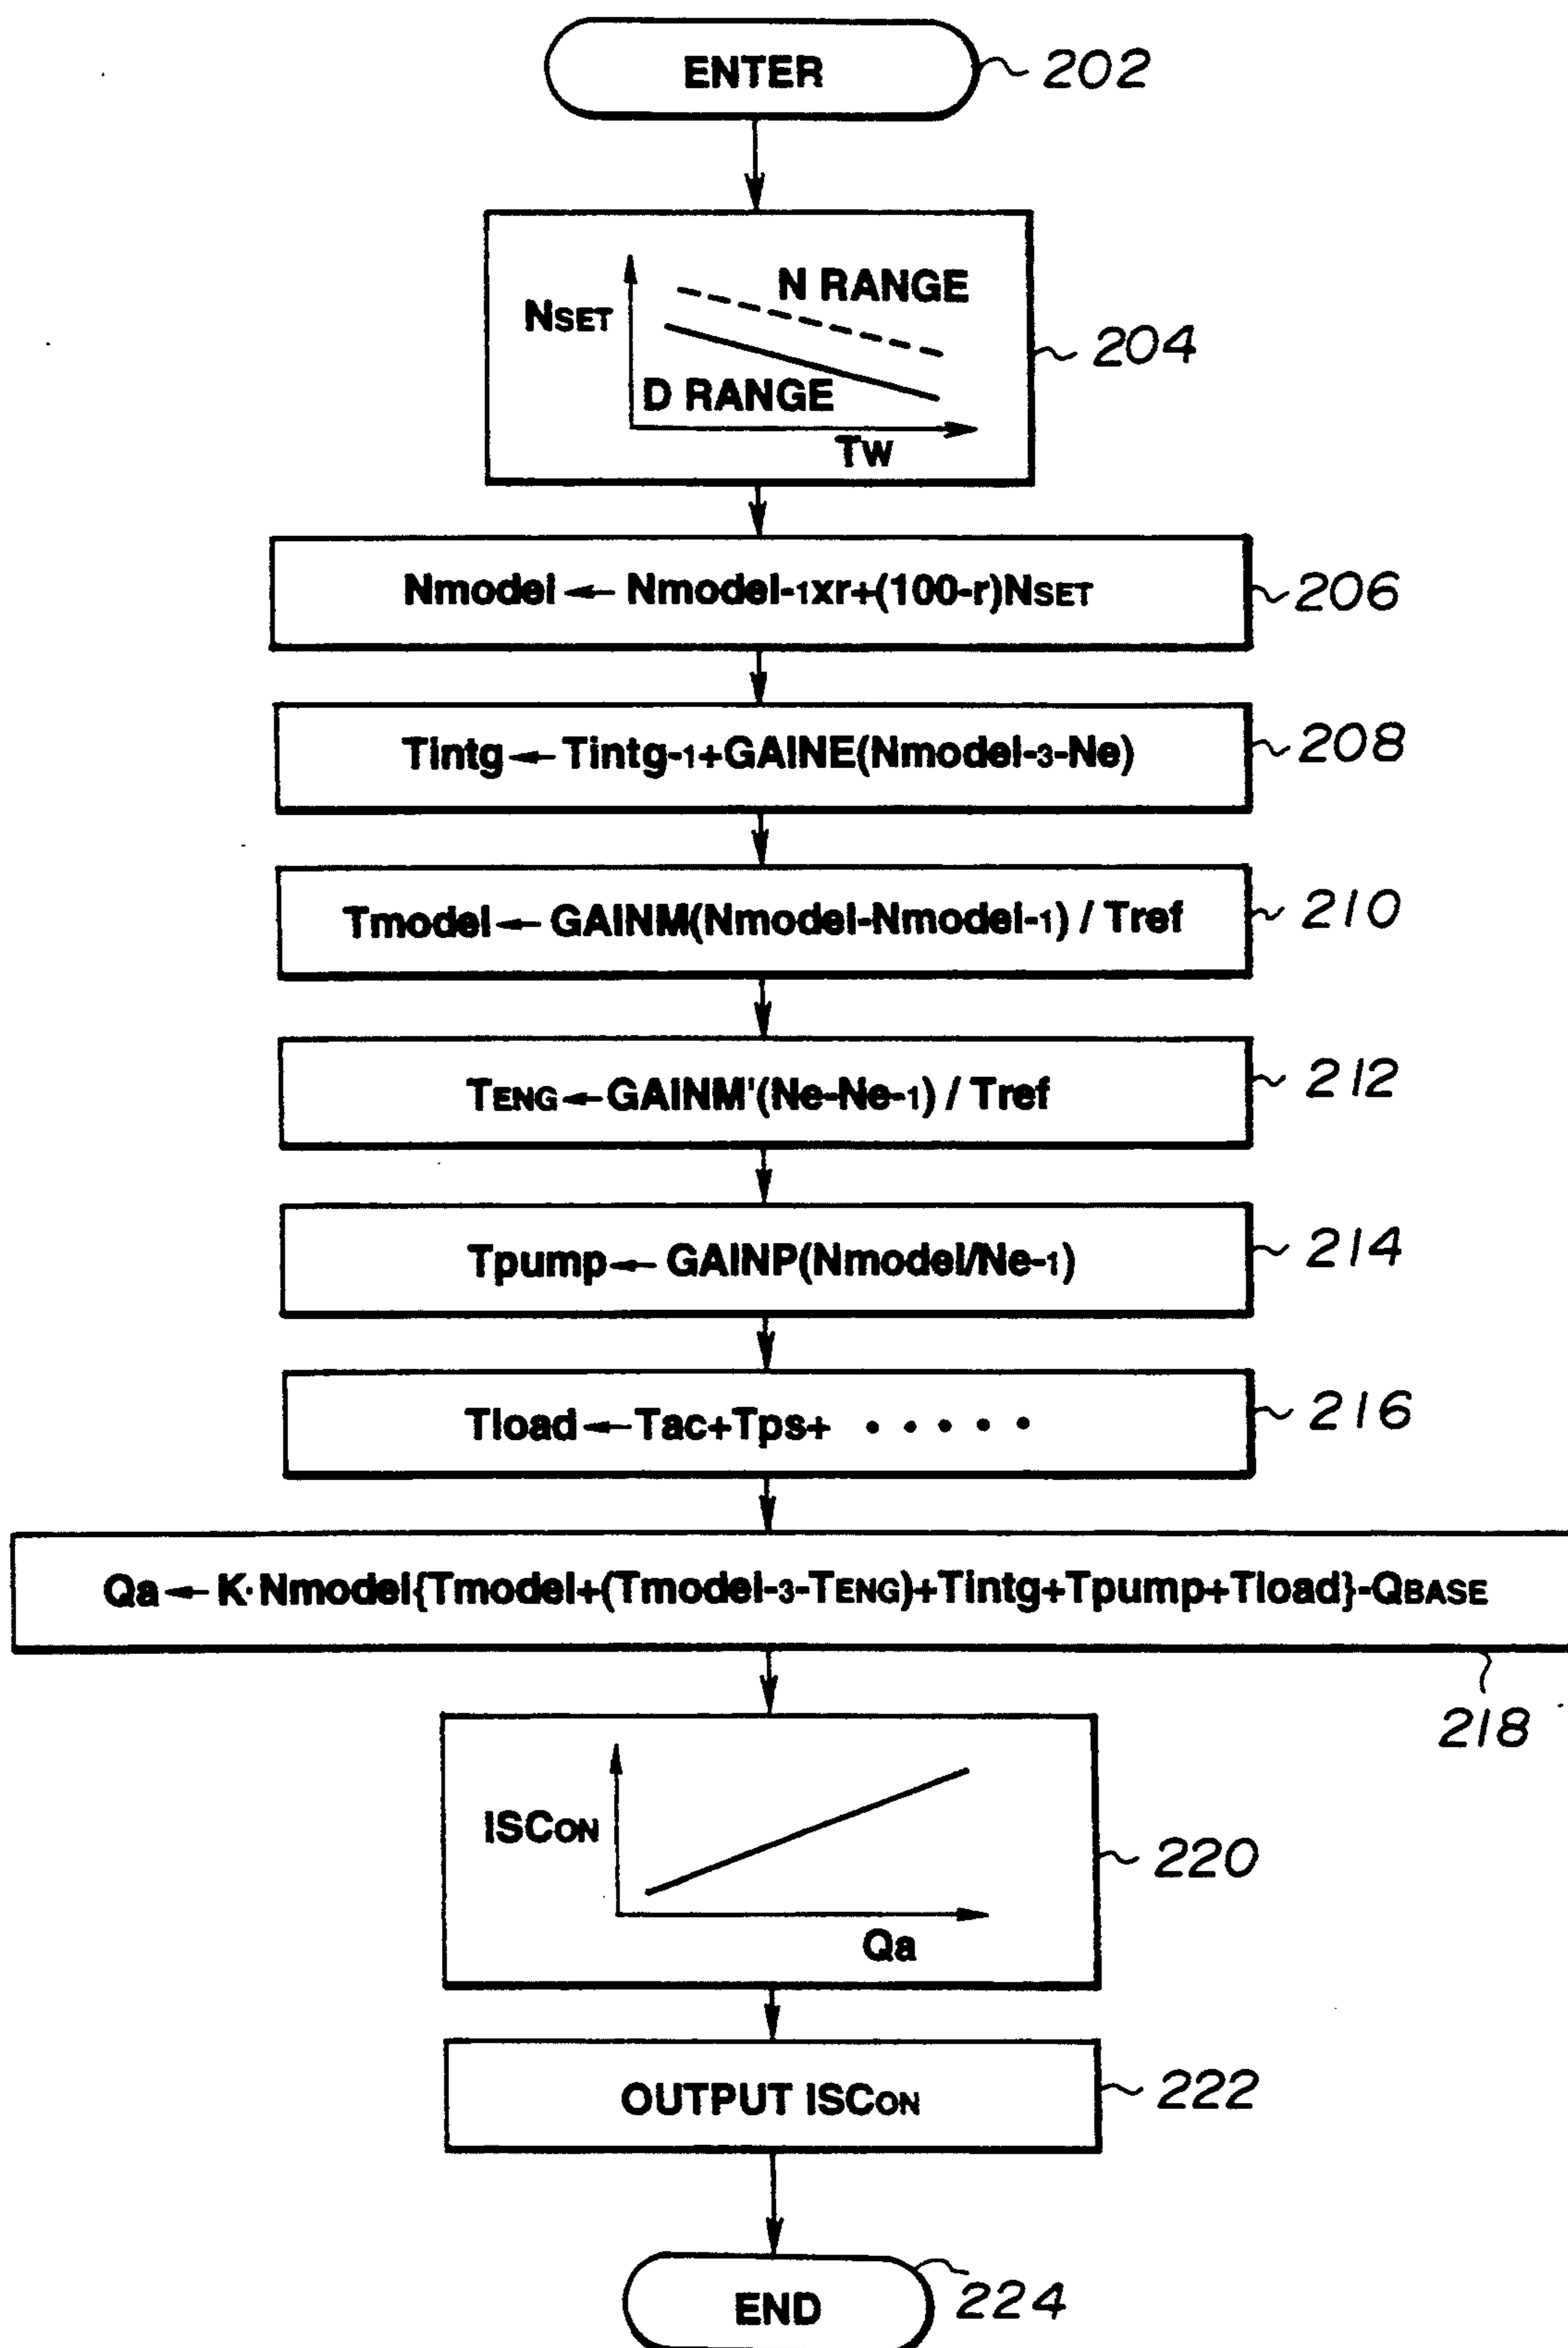 ENTER
202
NSET
N RANGE
D RANGE
TW
204
Nmodel ← Nmodel-1xr+(100-r)NSET
206
Tintg ← Tintg-1+GAINE(Nmodel-3-Ne)
208
Tmodel ← GAINM(Nmodel-Nmodel-1) / Tref
210
TENG ← GAINM'(Ne-Ne-1) / Tref
212
Tpump ← GAINP(Nmodel/Ne-1)
214
Tload ← Tac+Tps+ • • • • •
216
Qa ← K·Nmodel{Tmodel+(Tmodel-3-TENG)+Tintg+Tpump+Tload}-QBASE
218
ISCON
Qa
220
OUTPUT ISCON
222
END
224